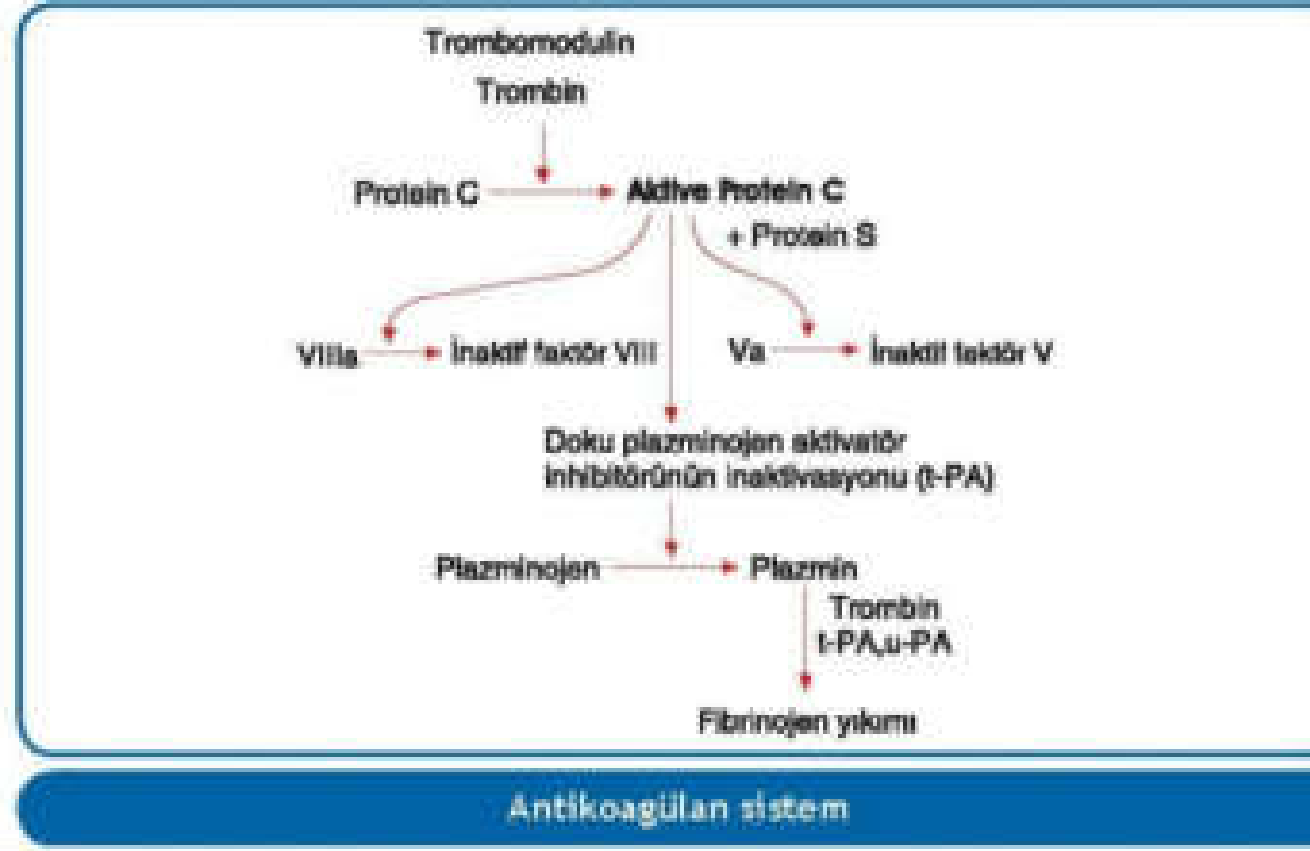 Trombomodulin
Trombin
Protein C
Aktive Protein C
+ Protein S
VIIIa
İnaktif faktör VIII
Va
İnaktif faktör V
Doku plazminojen aktivatör
inhibitörünün inaktivasyonu (t-PA)
Plazminojen
Plazmin
Trombin
t-PA,u-PA
Fibrinojen yıkımı
Antikoagülan sistem